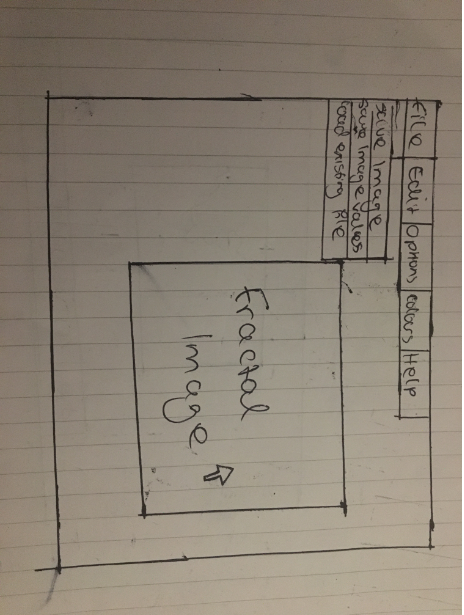 File Edit Options Colours Help
Save Image
Save Image Values
load existing file
Fractal
Image